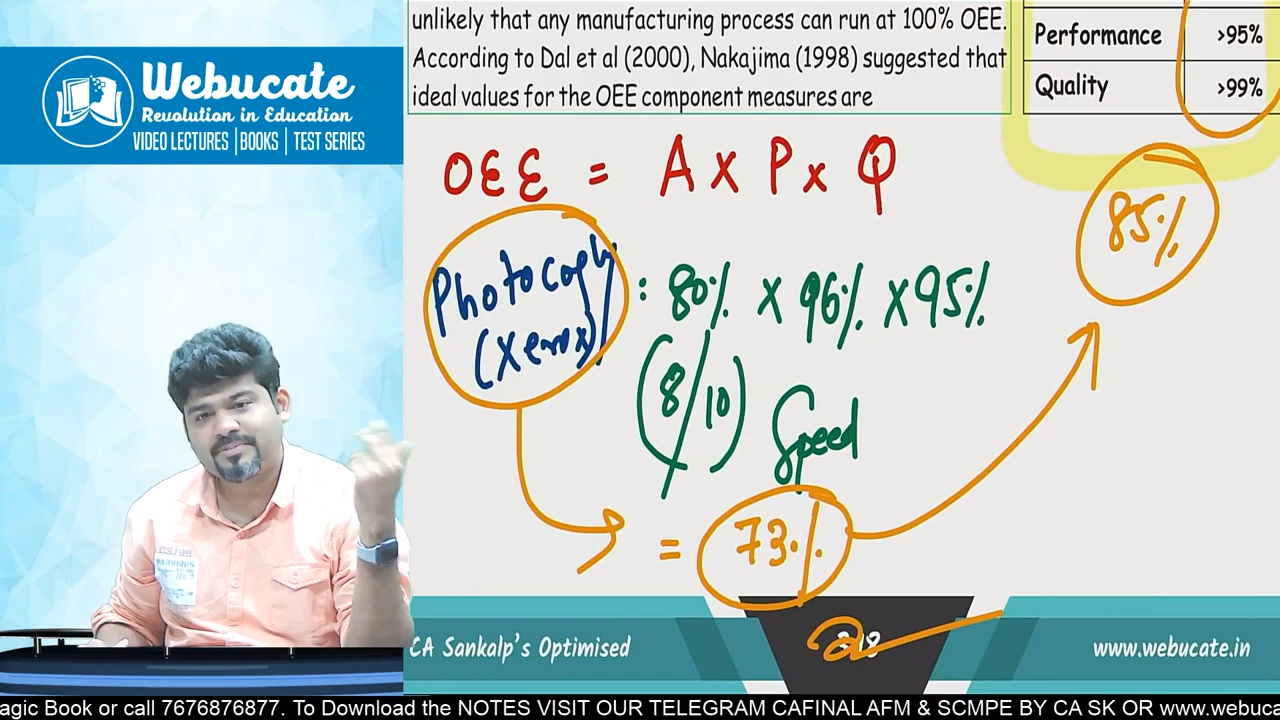 Webucate
Revolution in Education
VIDEO LECTURES | BOOKS | TEST SERIES
unlikely that any manufacturing process can run at 100% OEE.
According to Dal et al (2000), Nakajima (1998) suggested that
ideal values for the OEE component measures are
Performance >95%
Quality >99%
OEE = A x P x Q
85%
Photocopy
(Xerox)
: 80% x 96% x 95%
(8/10) Speed
= 73%
CA Sankalp's Optimised
www.webucate.in
agic Book or call 7676876877. To Download the NOTES VISIT OUR TELEGRAM CAFINAL AFM & SCMPE BY CA SK OR www.webuca